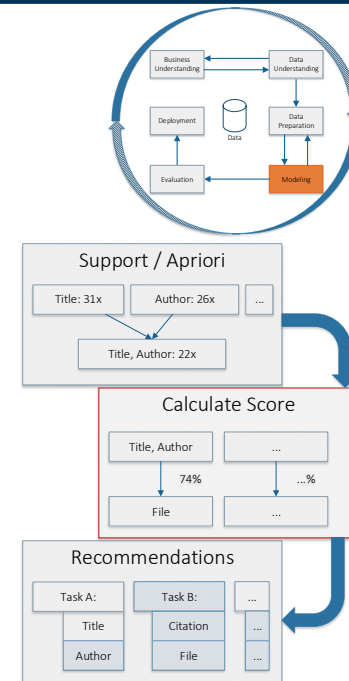 Business
Understanding
Data
Understanding
Deployment
Data
Data
Preparation
Evaluation
Modeling
Support / Apriori
Title: 31x
Author: 26x
...
Title, Author: 22x
Calculate Score
Title, Author
...
74%
...%
File
...
Recommendations
Task A:
Task B:
...
Title
Citation
...
Author
File
...